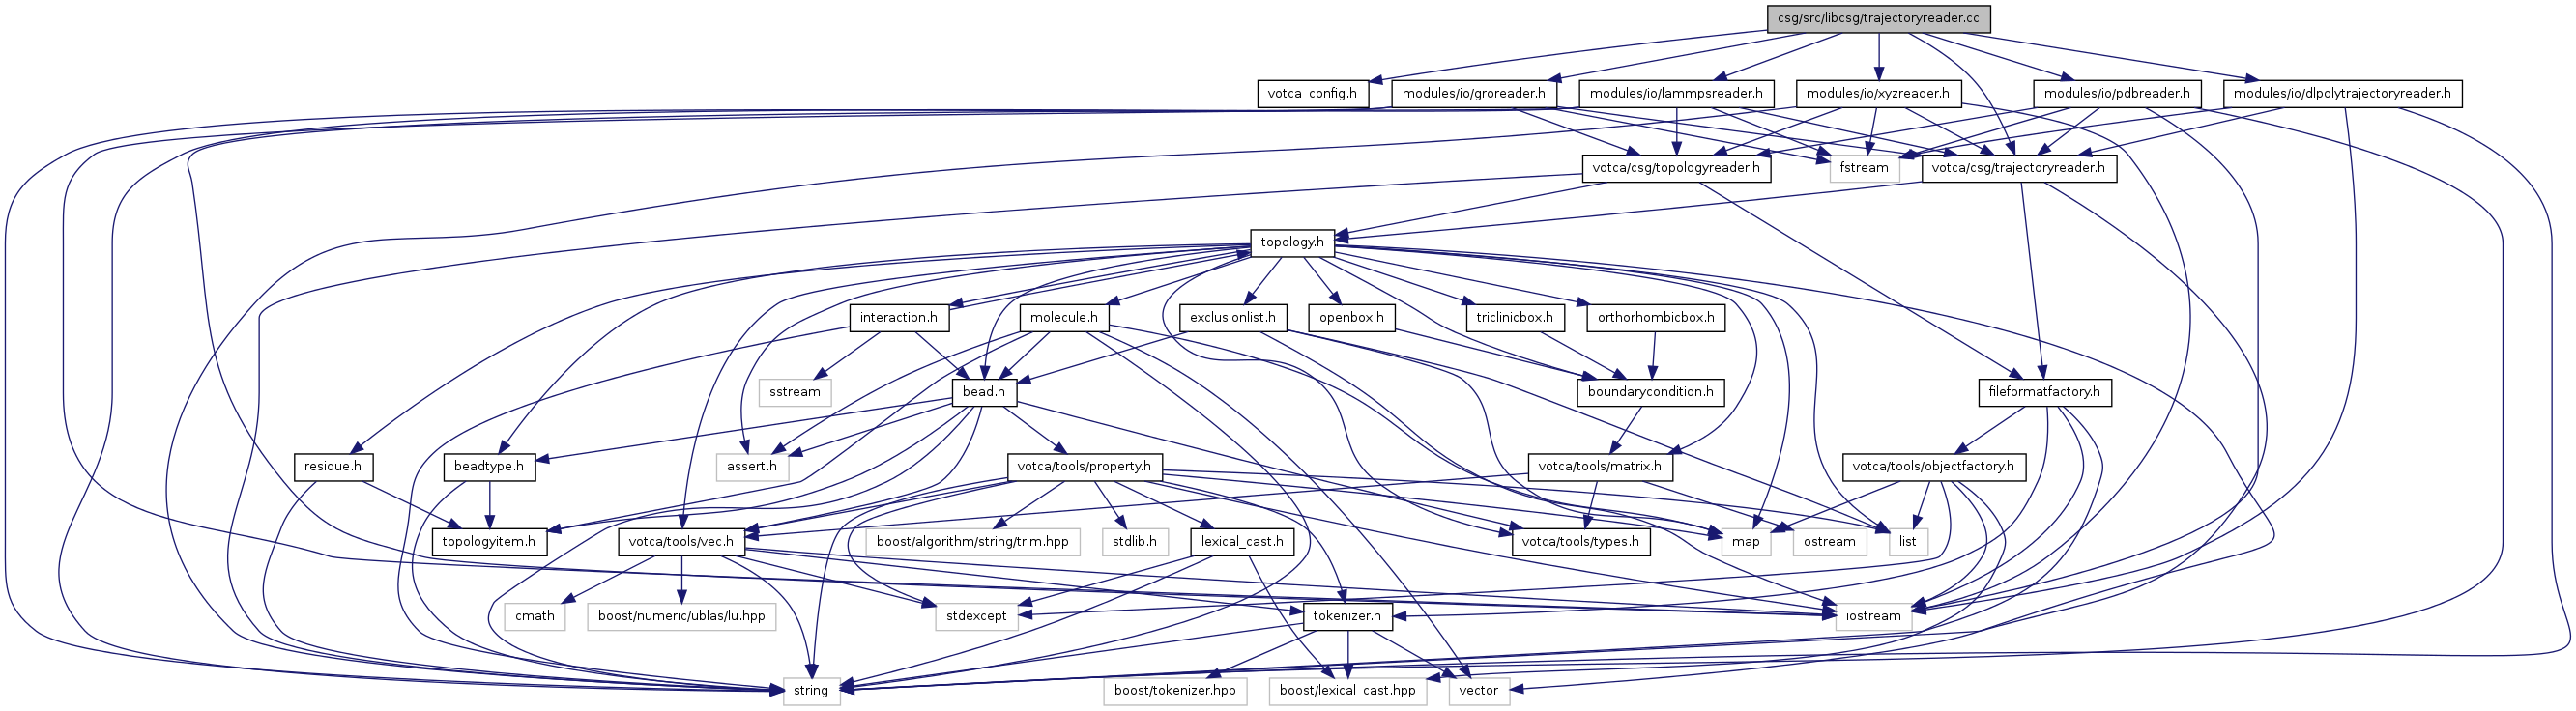 csg/src/libcsg/trajectoryreader.cc
votca_config.h
modules/io/groreader.h
modules/io/lammpsreader.h
modules/io/xyzreader.h
modules/io/pdbreader.h
modules/io/dlpolytrajectoryreader.h
votca/csg/topologyreader.h
fstream
votca/csg/trajectoryreader.h
topology.h
interaction.h
molecule.h
exclusionlist.h
openbox.h
triclinicbox.h
orthorhombicbox.h
sstream
bead.h
boundarycondition.h
fileformatfactory.h
residue.h
beadtype.h
assert.h
votca/tools/property.h
votca/tools/matrix.h
votca/tools/objectfactory.h
topologyitem.h
votca/tools/vec.h
boost/algorithm/string/trim.hpp
stdlib.h
lexical_cast.h
votca/tools/types.h
map
ostream
list
cmath
boost/numeric/ublas/lu.hpp
stdexcept
tokenizer.h
iostream
string
boost/tokenizer.hpp
boost/lexical_cast.hpp
vector